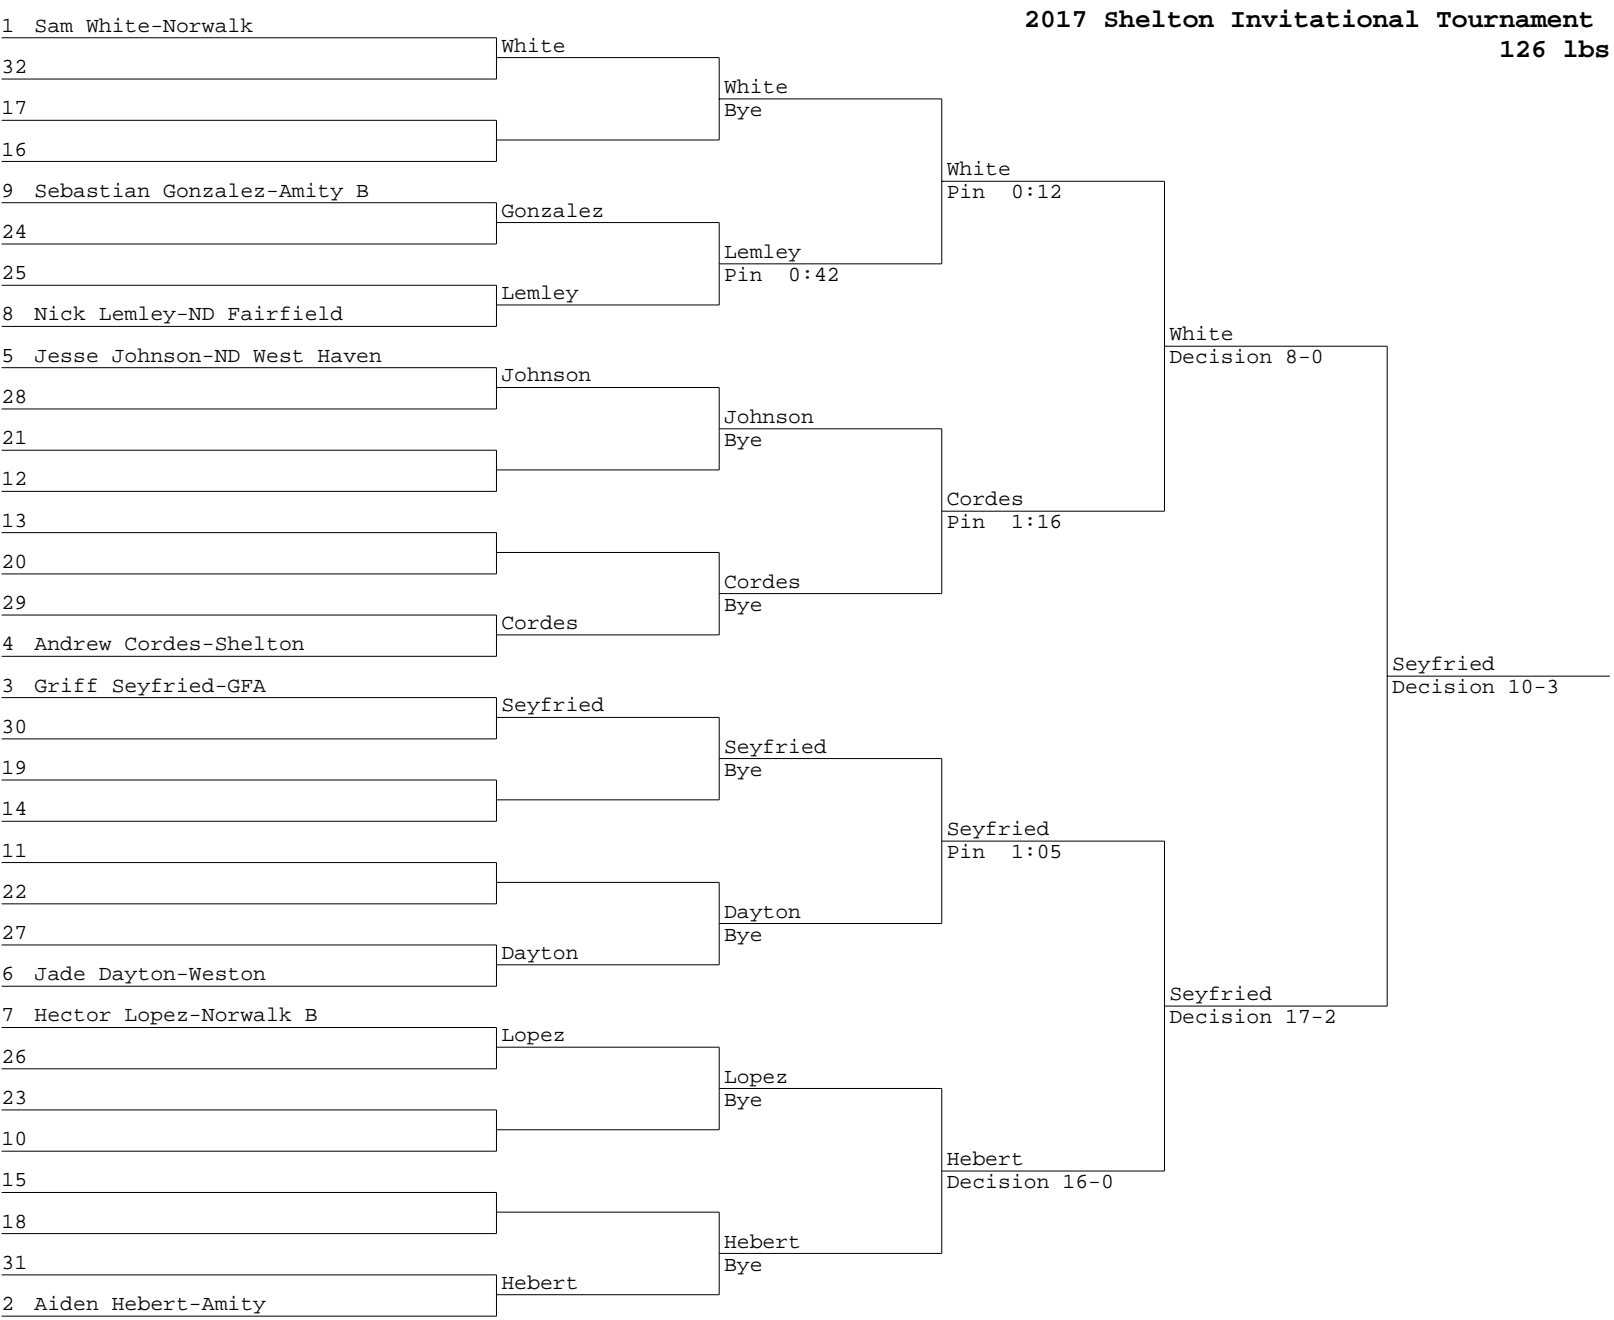 2017 Shelton Invitational Tournament
126 lbs
1 Sam White-Norwalk
32
17
16
9 Sebastian Gonzalez-Amity B
24
25
8 Nick Lemley-ND Fairfield
5 Jesse Johnson-ND West Haven
28
21
12
13
20
29
4 Andrew Cordes-Shelton
3 Griff Seyfried-GFA
30
19
14
11
22
27
6 Jade Dayton-Weston
7 Hector Lopez-Norwalk B
26
23
10
15
18
31
2 Aiden Hebert-Amity
White
Gonzalez
Lemley
Johnson
Cordes
Seyfried
Dayton
Lopez
Hebert
White
Bye
Lemley
Pin 0:42
Johnson
Bye
Cordes
Bye
Seyfried
Bye
Dayton
Bye
Lopez
Bye
Hebert
Bye
White
Pin 0:12
Cordes
Pin 1:16
Seyfried
Pin 1:05
Hebert
Decision 16-0
White
Decision 8-0
Seyfried
Decision 17-2
Seyfried
Decision 10-3